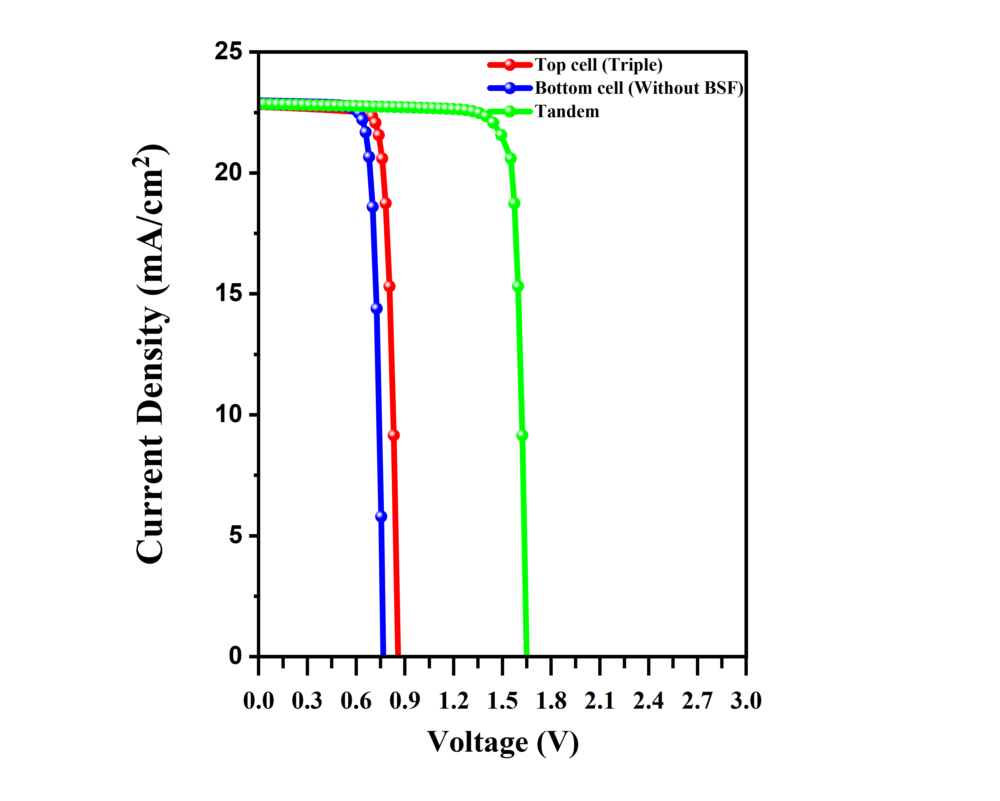 25
20
15
10
5
0
Current Density (mA/cm²)
Top cell (Triple)
Bottom cell (Without BSF)
Tandem
0.0 0.3 0.6 0.9 1.2 1.5 1.8 2.1 2.4 2.7 3.0
Voltage (V)